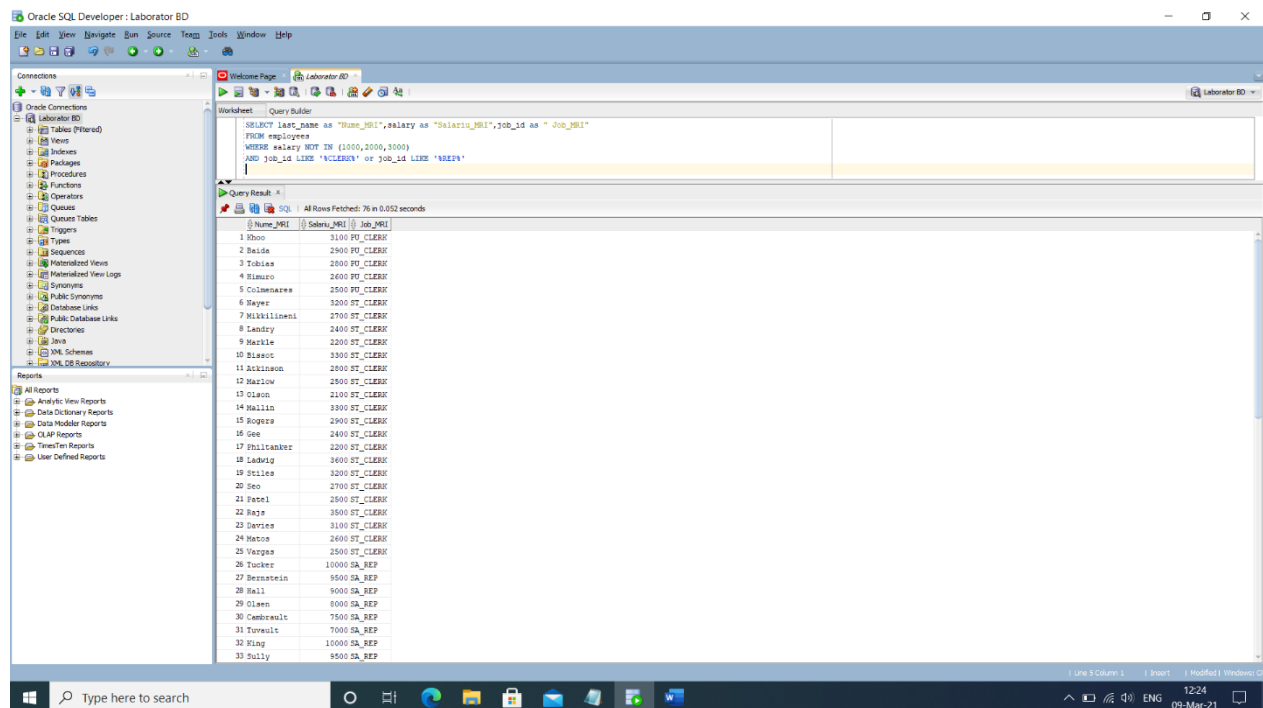 Oracle SQL Developer : Laborator BD
File Edit View Navigate Run Source Team Tools Window Help
Connections
Oracle Connections
Laborator BD
Tables (Filtered)
Views
Indexes
Packages
Procedures
Functions
Operators
Queues
Queues Tables
Triggers
Types
Sequences
Materialized Views
Materialized View Logs
Synonyms
Public Synonyms
Database Links
Public Database Links
Directories
Java
XML Schemas
XML DB Repository
Reports
All Reports
Analytic View Reports
Data Dictionary Reports
Data Modeler Reports
OLAP Reports
TimesTen Reports
User Defined Reports
Welcome Page Laborator BD
Laborator BD
Worksheet Query Builder
SELECT last_name as "Nume_MRI",salary as "Salariu_MRI",job_id as " Job_MRI"
FROM employees
WHERE salary NOT IN (1000,2000,3000)
AND job_id LIKE '%CLERK%' or job_id LIKE '%REP%'
Query Result
SQL | All Rows Fetched: 76 in 0.052 seconds
Nume_MRI Salariu_MRI Job_MRI
1 Khoo 3100 PU_CLERK
2 Baida 2900 PU_CLERK
3 Tobias 2800 PU_CLERK
4 Himuro 2600 PU_CLERK
5 Colmenares 2500 PU_CLERK
6 Nayer 3200 ST_CLERK
7 Mikkilineni 2700 ST_CLERK
8 Landry 2400 ST_CLERK
9 Markle 2200 ST_CLERK
10 Bissot 3300 ST_CLERK
11 Atkinson 2800 ST_CLERK
12 Marlow 2500 ST_CLERK
13 Olson 2100 ST_CLERK
14 Mallin 3300 ST_CLERK
15 Rogers 2900 ST_CLERK
16 Gee 2400 ST_CLERK
17 Philtanker 2200 ST_CLERK
18 Ladwig 3600 ST_CLERK
19 Stiles 3200 ST_CLERK
20 Seo 2700 ST_CLERK
21 Patel 2500 ST_CLERK
22 Rajs 3500 ST_CLERK
23 Davies 3100 ST_CLERK
24 Matos 2600 ST_CLERK
25 Vargas 2500 ST_CLERK
26 Tucker 10000 SA_REP
27 Bernstein 9500 SA_REP
28 Hall 9000 SA_REP
29 Olsen 8000 SA_REP
30 Cambrault 7500 SA_REP
31 Tuvault 7000 SA_REP
32 King 10000 SA_REP
33 Sully 9500 SA_REP
| Line 5 Column 1 | Insert | Modified | Windows: C
Type here to search
ENG
12:24
09-Mar-21